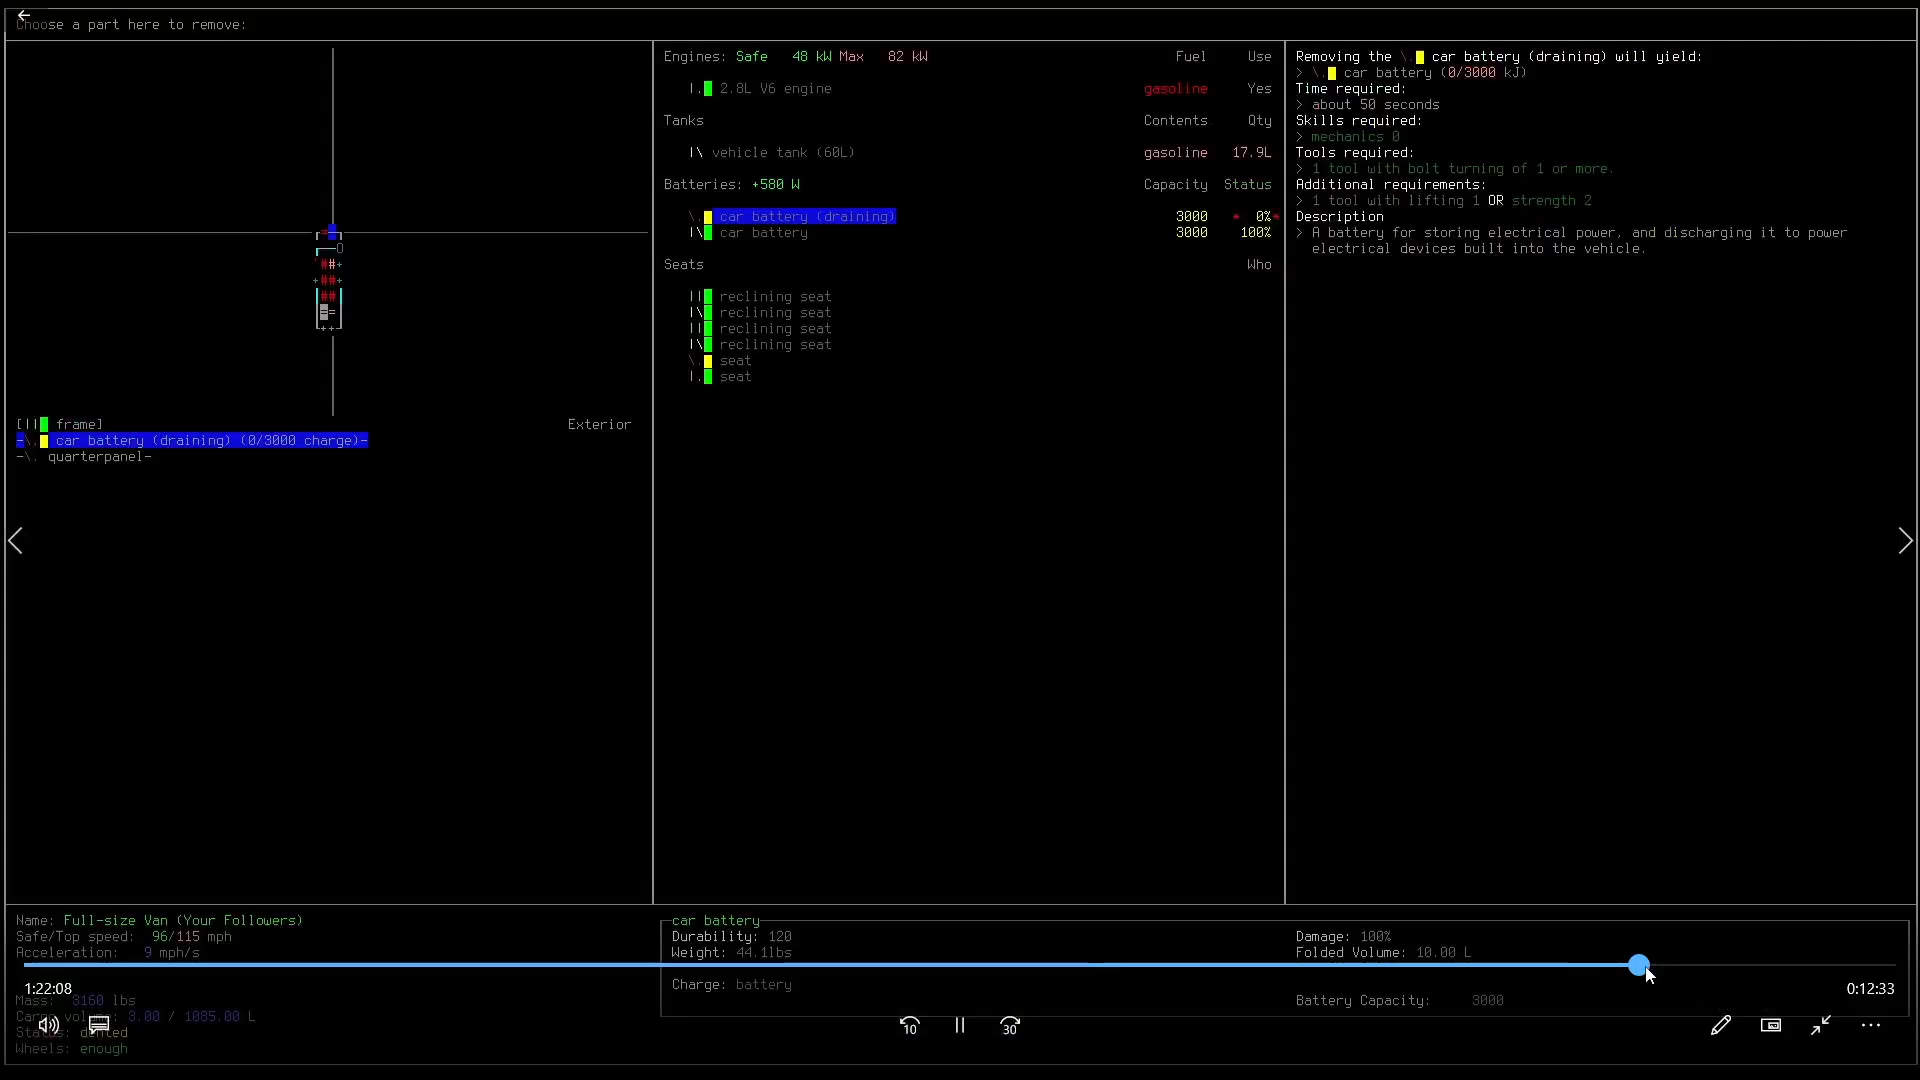 Choose a part here to remove:
[|| frame] Exterior
-\. car battery (draining) (0/3000 charge)-
-\. quarterpanel-
Engines: Safe 48 kW Max 82 kW Fuel Use
|. 2.8L V6 engine gasoline Yes
Tanks Contents Qty
|\ vehicle tank (60L) gasoline 17.9L
Batteries: +580 W Capacity Status
\. car battery (draining) 3000 * 0%*
|\ car battery 3000 100%
Seats Who
|| reclining seat
|\ reclining seat
|| reclining seat
|\ reclining seat
\. seat
|. seat
Removing the \. car battery (draining) will yield:
> \. car battery (0/3000 kJ)
Time required:
> about 50 seconds
Skills required:
> mechanics 0
Tools required:
> 1 tool with bolt turning of 1 or more.
Additional requirements:
> 1 tool with lifting 1 OR strength 2
Description
> A battery for storing electrical power, and discharging it to power
electrical devices built into the vehicle.
Name: Full-size Van (Your Followers)
Safe/Top speed: 96/115 mph
Acceleration: 9 mph/s
Mass: 3160 lbs
Cargo volume: 3.00 / 1085.00 L
Status: dented
Wheels: enough
car battery
Durability: 120
Weight: 44.1lbs
Charge: battery
Damage: 100%
Folded Volume: 10.00 L
Battery Capacity: 3000
1:22:08
0:12:33
10
30